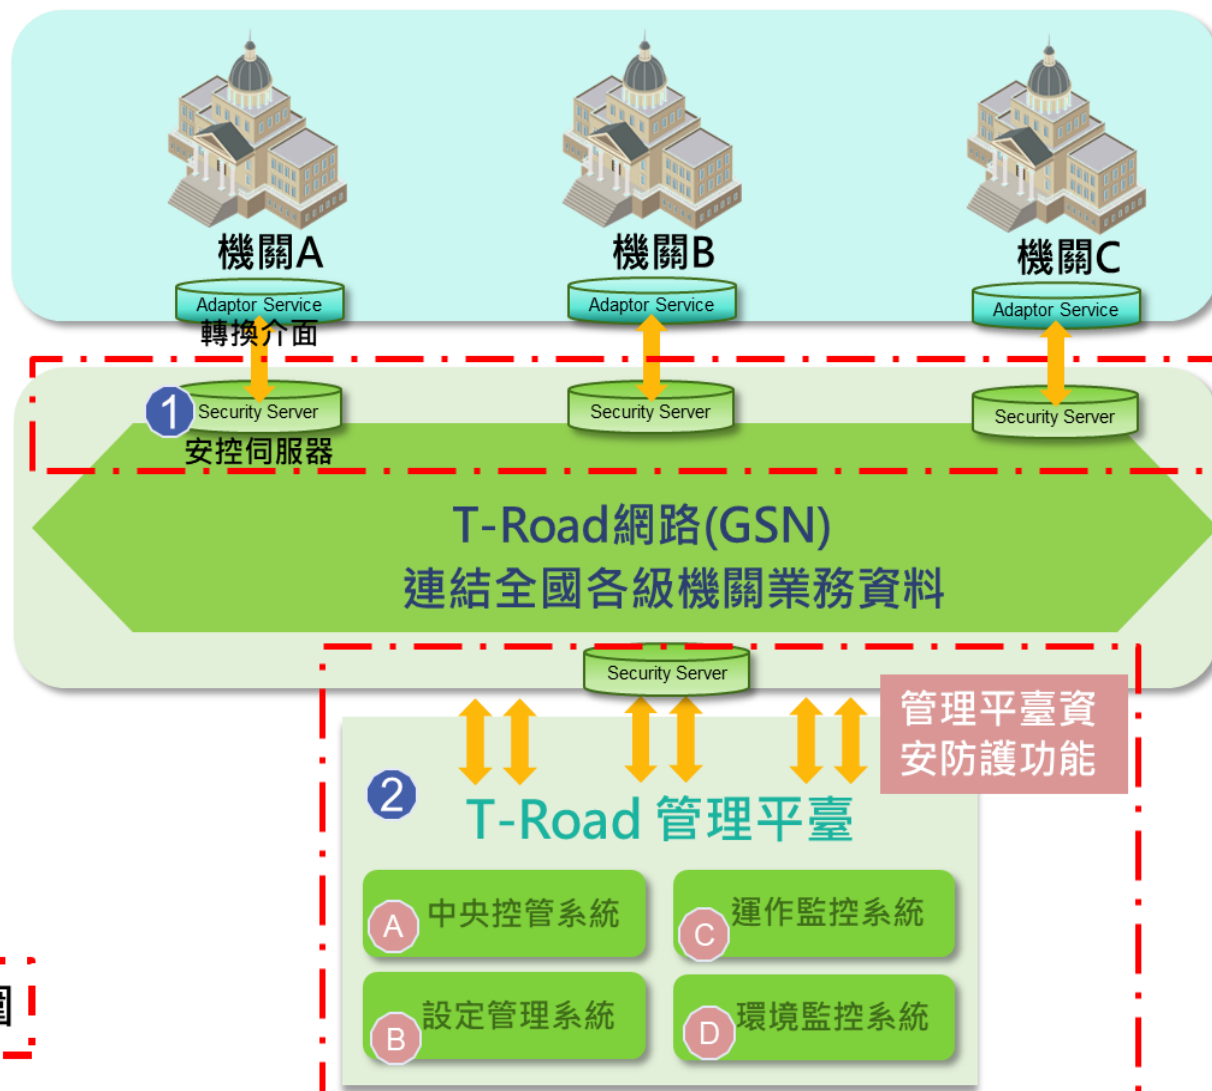 機關A
機關B
機關C
Adaptor Service
Adaptor Service
Adaptor Service
轉換介面
1
Security Server
Security Server
Security Server
安控伺服器
T-Road網路(GSN)
連結全國各級機關業務資料
Security Server
管理平臺資
安防護功能
2
T-Road 管理平臺
A 中央控管系統
C 運作監控系統
B 設定管理系統
D 環境監控系統